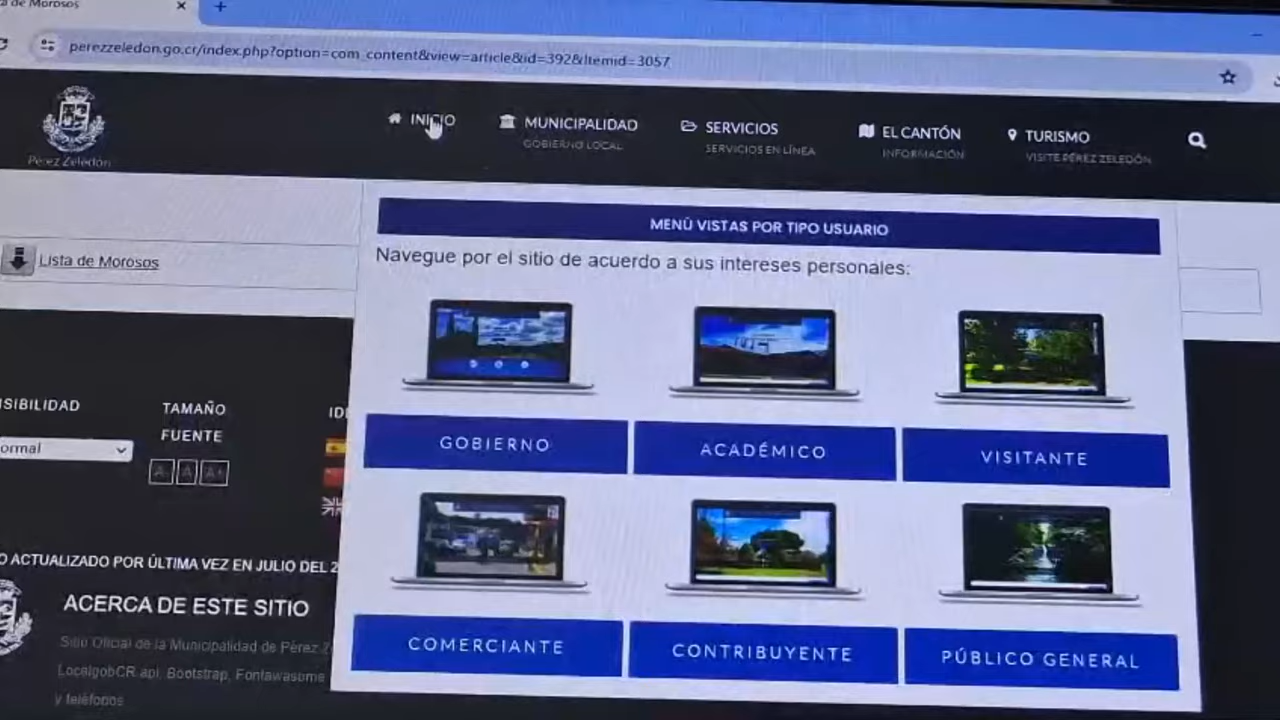 a de Morosos
perezzeledon.go.cr/index.php?option=com_content&view=article&id=392&Itemid=3057
Pérez Zeledón
INICIO
MUNICIPALIDAD
GOBIERNO LOCAL
SERVICIOS
SERVICIOS EN LÍNEA
EL CANTÓN
INFORMACIÓN
TURISMO
VISITE PÉREZ ZELEDÓN
MENÚ VISTAS POR TIPO USUARIO
Navegue por el sitio de acuerdo a sus intereses personales:
Lista de Morosos
GOBIERNO
ACADÉMICO
VISITANTE
COMERCIANTE
CONTRIBUYENTE
PÚBLICO GENERAL
SIBILIDAD
ormal
TAMAÑO
FUENTE
A- A A+
IDI
O ACTUALIZADO POR ÚLTIMA VEZ EN JULIO DEL 2
ACERCA DE ESTE SITIO
Sitio Oficial de la Municipalidad de Pérez Z
LocalgobCR api, Bootstrap, Fontawasome
y teléfonos